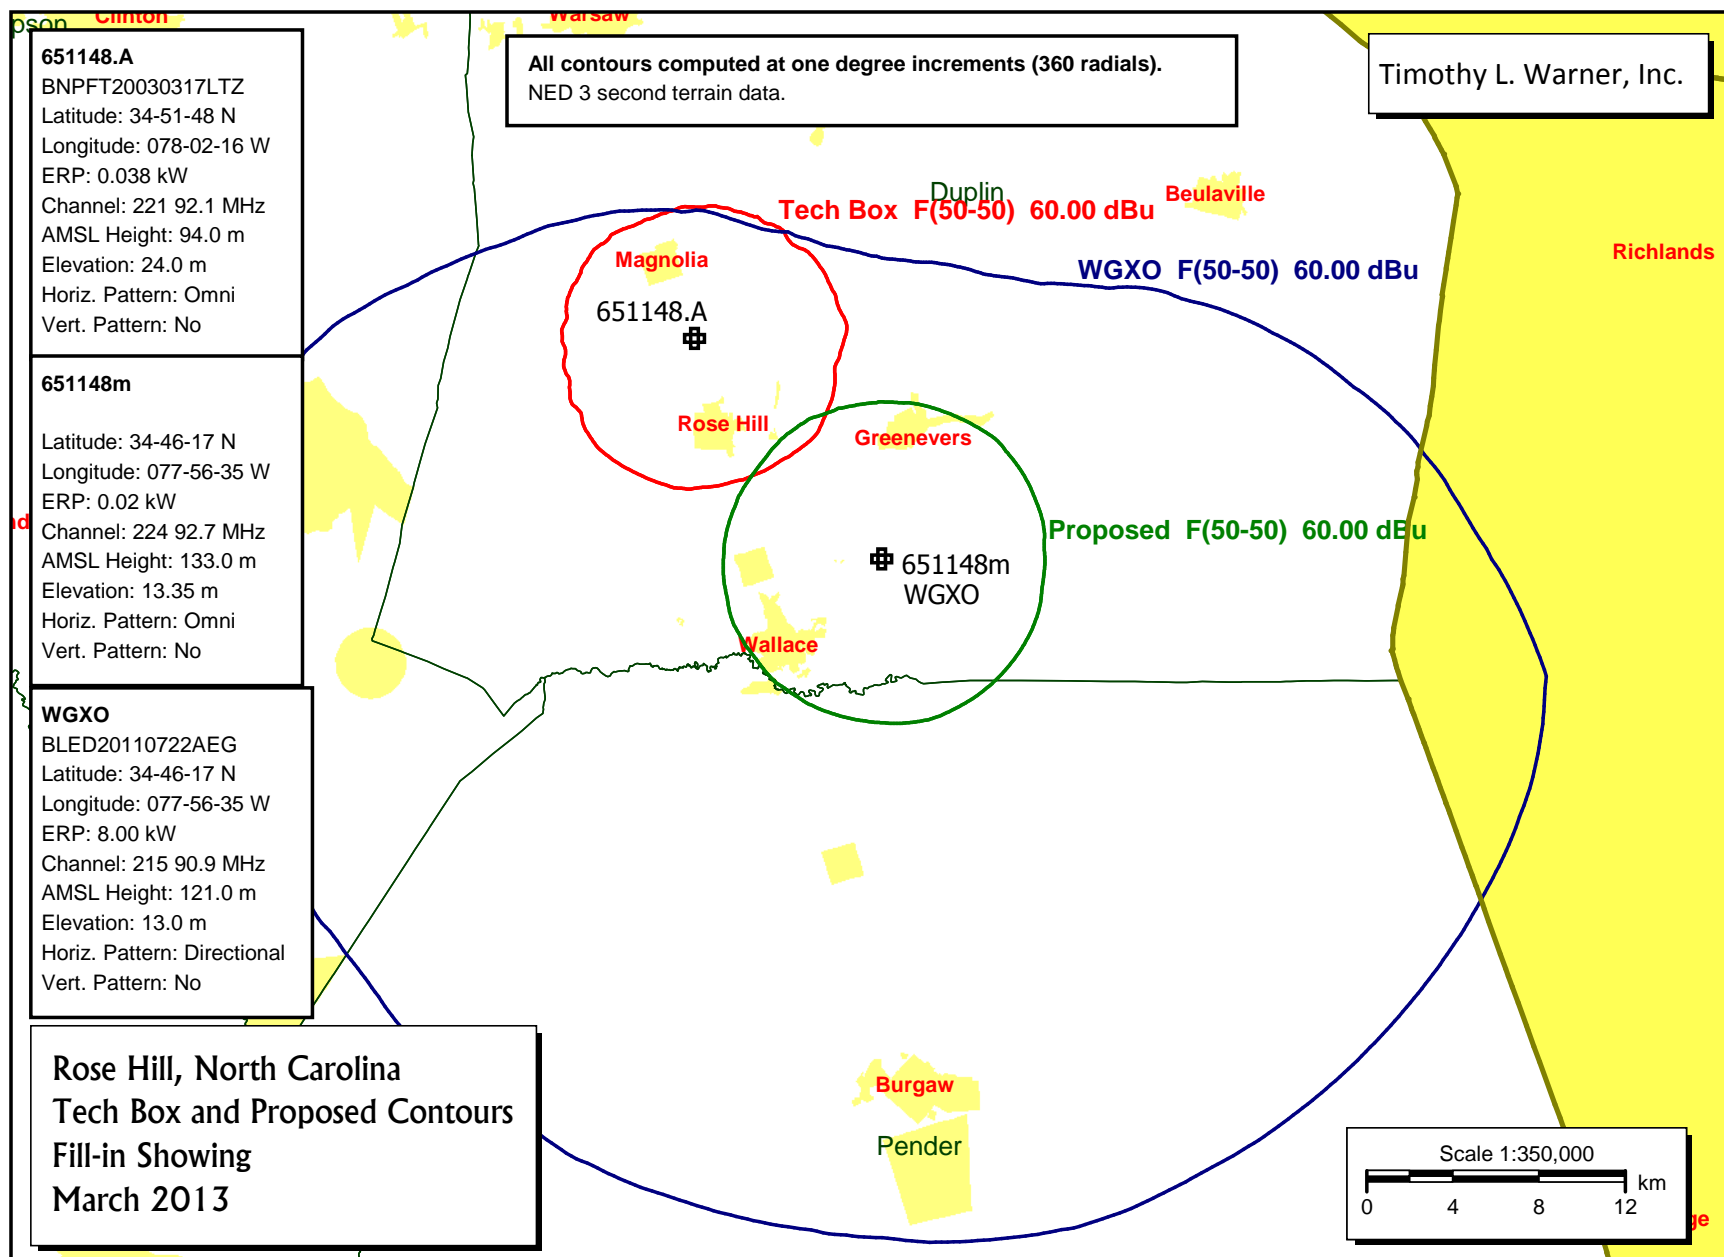 pson
Clinton
Warsaw
651148.A
BNPFT20030317LTZ
Latitude: 34-51-48 N
Longitude: 078-02-16 W
ERP: 0.038 kW
Channel: 221 92.1 MHz
AMSL Height: 94.0 m
Elevation: 24.0 m
Horiz. Pattern: Omni
Vert. Pattern: No
All contours computed at one degree increments (360 radials).
NED 3 second terrain data.
Timothy L. Warner, Inc.
Duplin
Beulaville
Tech Box F(50-50) 60.00 dBu
Richlands
Magnolia
WGXO F(50-50) 60.00 dBu
651148.A
651148m
Latitude: 34-46-17 N
Longitude: 077-56-35 W
ERP: 0.02 kW
Channel: 224 92.7 MHz
AMSL Height: 133.0 m
Elevation: 13.35 m
Horiz. Pattern: Omni
Vert. Pattern: No
Rose Hill
Greenevers
nd
Proposed F(50-50) 60.00 dBu
651148m
WGXO
Wallace
WGXO
BLED20110722AEG
Latitude: 34-46-17 N
Longitude: 077-56-35 W
ERP: 8.00 kW
Channel: 215 90.9 MHz
AMSL Height: 121.0 m
Elevation: 13.0 m
Horiz. Pattern: Directional
Vert. Pattern: No
Rose Hill, North Carolina
Tech Box and Proposed Contours
Fill-in Showing
March 2013
Burgaw
Pender
Scale 1:350,000
km
0 4 8 12
ge